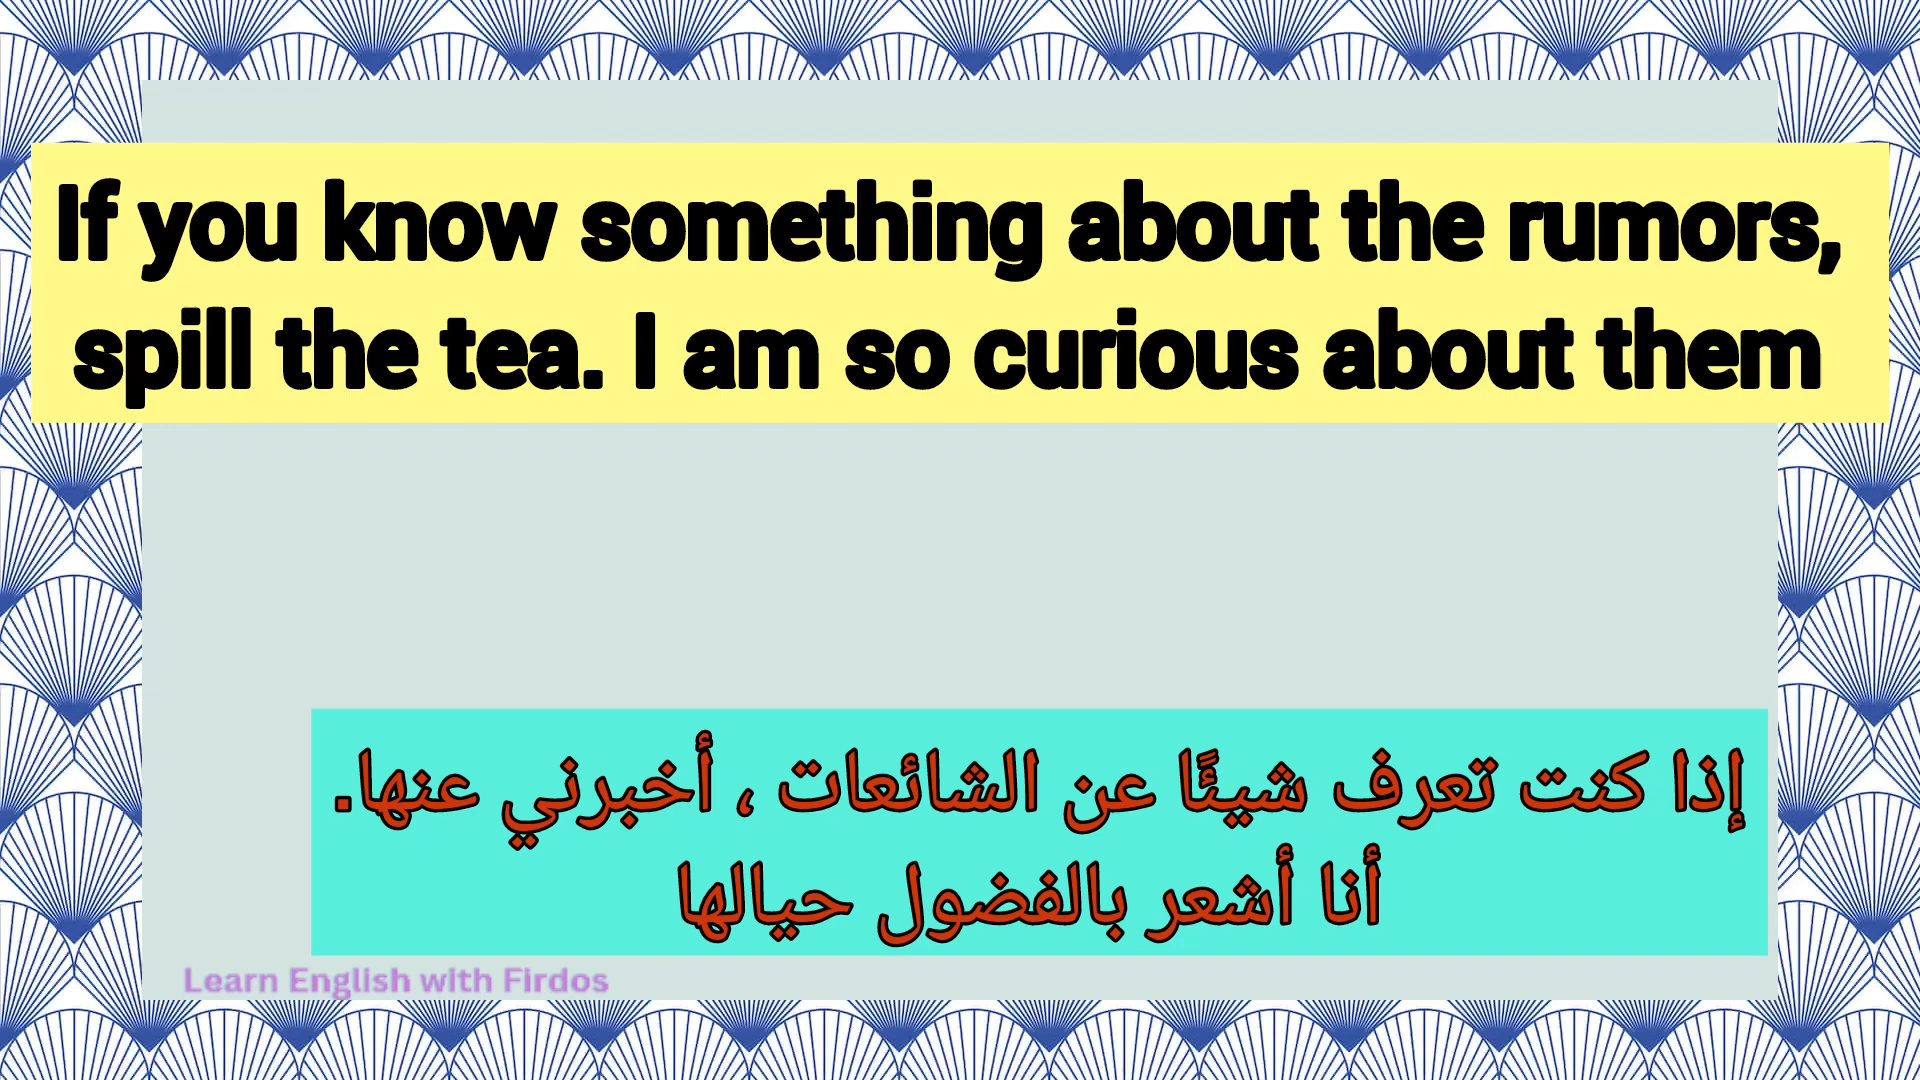 If you know something about the rumors,
spill the tea. I am so curious about them
إذا كنت تعرف شيئًا عن الشائعات ، أخبرني عنها.
أنا أشعر بالفضول حيالها
Learn English with Firdos